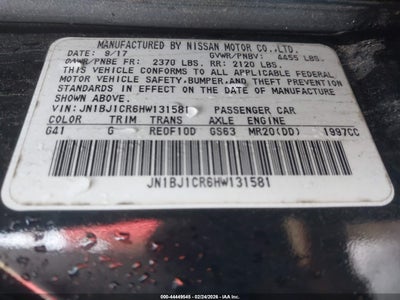 MANUFACTURED BY NISSAN MOTOR CO.,LTD.
DATE: 9/17 GVWR/PNBV: 4455 LBS.
GAWR/PNBE FR: 2370 LBS. RR: 2120 LBS.
THIS VEHICLE CONFORMS TO ALL APPLICABLE FEDERAL
MOTOR VEHICLE SAFETY, BUMPER, AND THEFT PREVENTION
STANDARDS IN EFFECT ON THE DATE OF MANUFACTURE
SHOWN ABOVE.
VIN: JN1BJ1CR6HW131581 PASSENGER CAR
COLOR TRIM TRANS AXLE ENGINE
G41 G RE0F10D GS63 MR20(DD) 1997CC
JN1BJ1CR6HW131581
000-44449545 - 02/24/2026 - IAAI